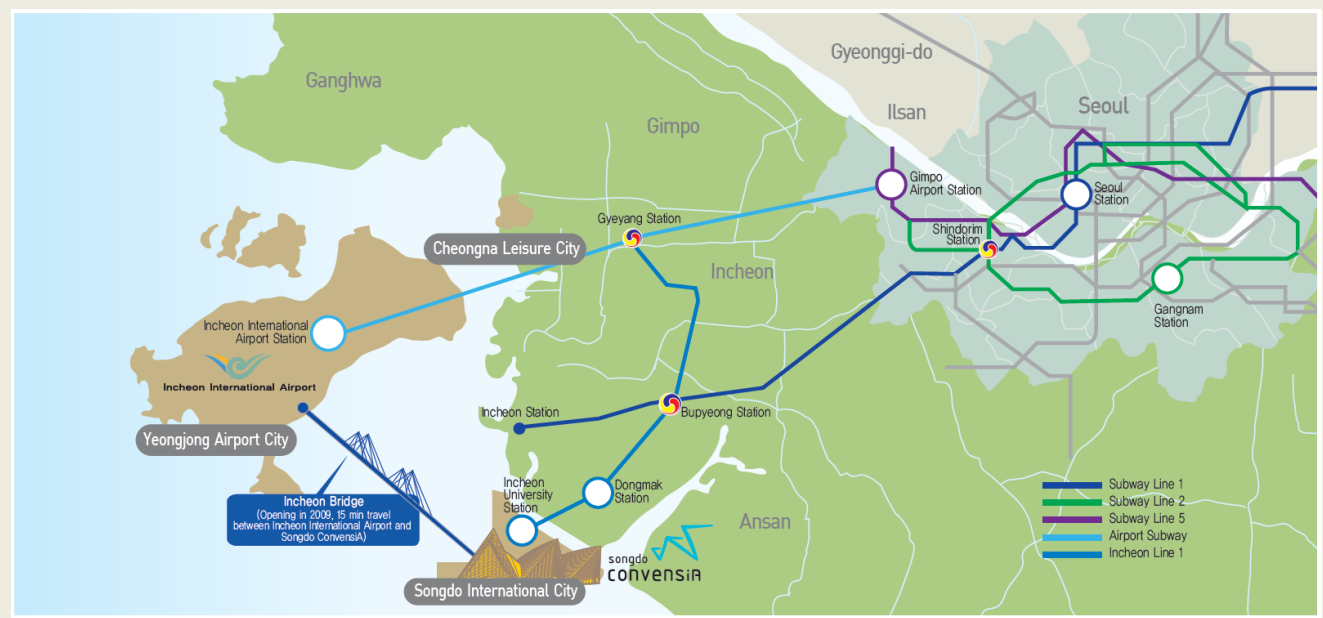 Ganghwa
Gyeonggi-do
Ilsan
Seoul
Gimpo
Gimpo
Airport Station
Seoul
Station
Gyeyang Station
Shindorim
Station
Cheongna Leisure City
Incheon
Gangnam
Station
Incheon International
Airport Station
Incheon International Airport
Incheon Station
Bupyeong Station
Yeongjong Airport City
Incheon
University
Station
Dongmak
Station
Incheon Bridge
(Opening in 2009, 15 min travel
between Incheon International Airport and
Songdo ConvensiA)
Ansan
songdo
convensia
Songdo International City
Subway Line 1
Subway Line 2
Subway Line 5
Airport Subway
Incheon Line 1